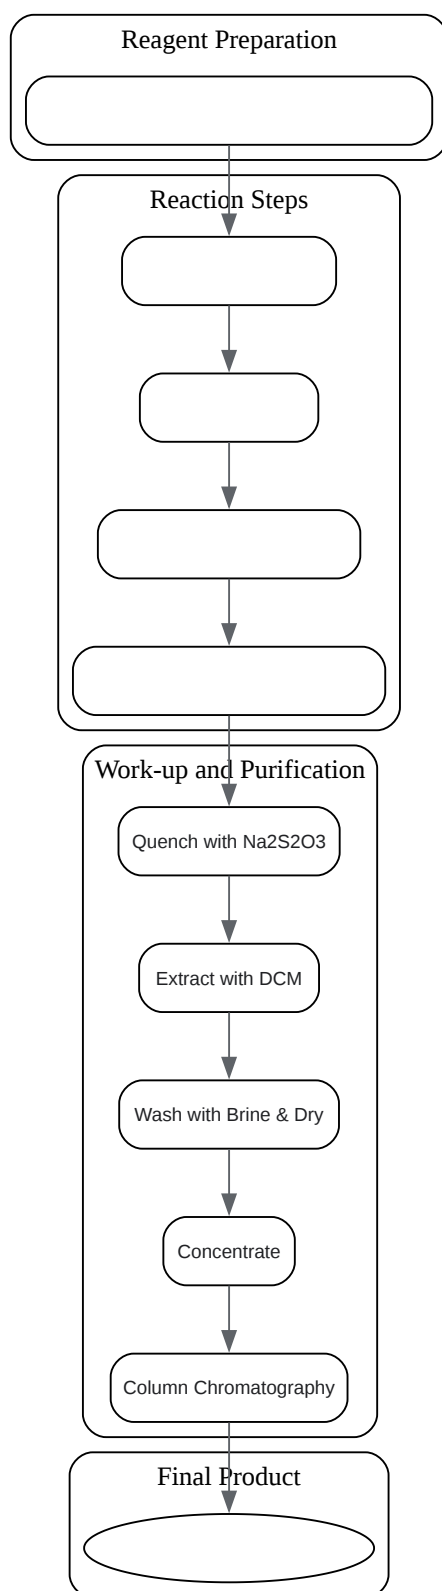 Reagent Preparation
Reaction Steps
Work-up and Purification
Quench with Na2S2O3
Extract with DCM
Wash with Brine & Dry
Concentrate
Column Chromatography
Final Product